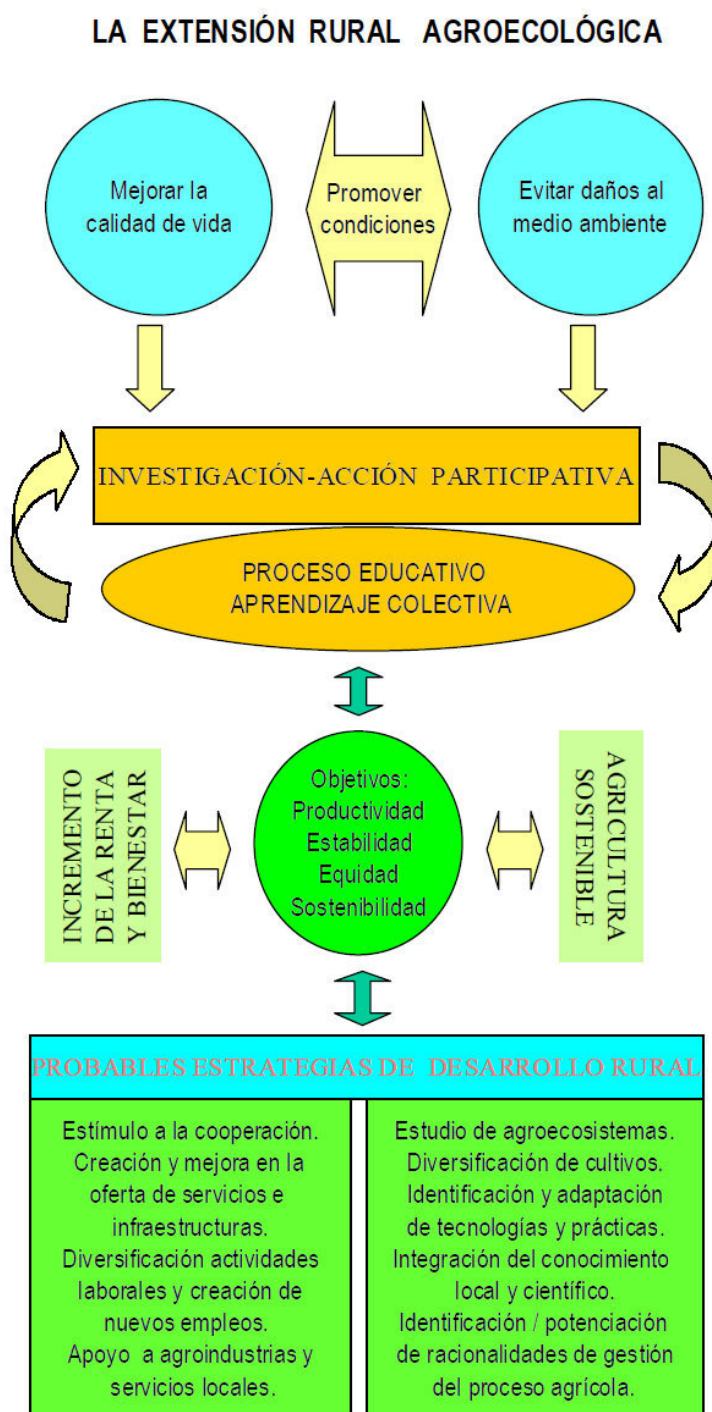 LA EXTENSIÓN RURAL AGROECOLÓGICA
Mejorar la
calidad de vida
Promover
condiciones
Evitar daños al
medio ambiente
INVESTIGACIÓN-ACCIÓN PARTICIPATIVA
PROCESO EDUCATIVO
APRENDIZAJE COLECTIVA
INCREMENTO
DE LA RENTA
Y BIENESTAR
Objetivos:
Productividad
Estabilidad
Equidad
Sostenibilidad
AGRICULTURA
SOSTENIBLE
PROBABLES ESTRATEGIAS DE DESARROLLO RURAL
Estímulo a la cooperación.
Creación y mejora en la
oferta de servicios e
infraestructuras.
Diversificación actividades
laborales y creación de
nuevos empleos.
Apoyo a agroindustrias y
servicios locales.
Estudio de agroecosistemas.
Diversificación de cultivos.
Identificación y adaptación
de tecnologías y prácticas.
Integración del conocimiento
local y científico.
Identificación / potenciación
de racionalidades de gestión
del proceso agrícola.